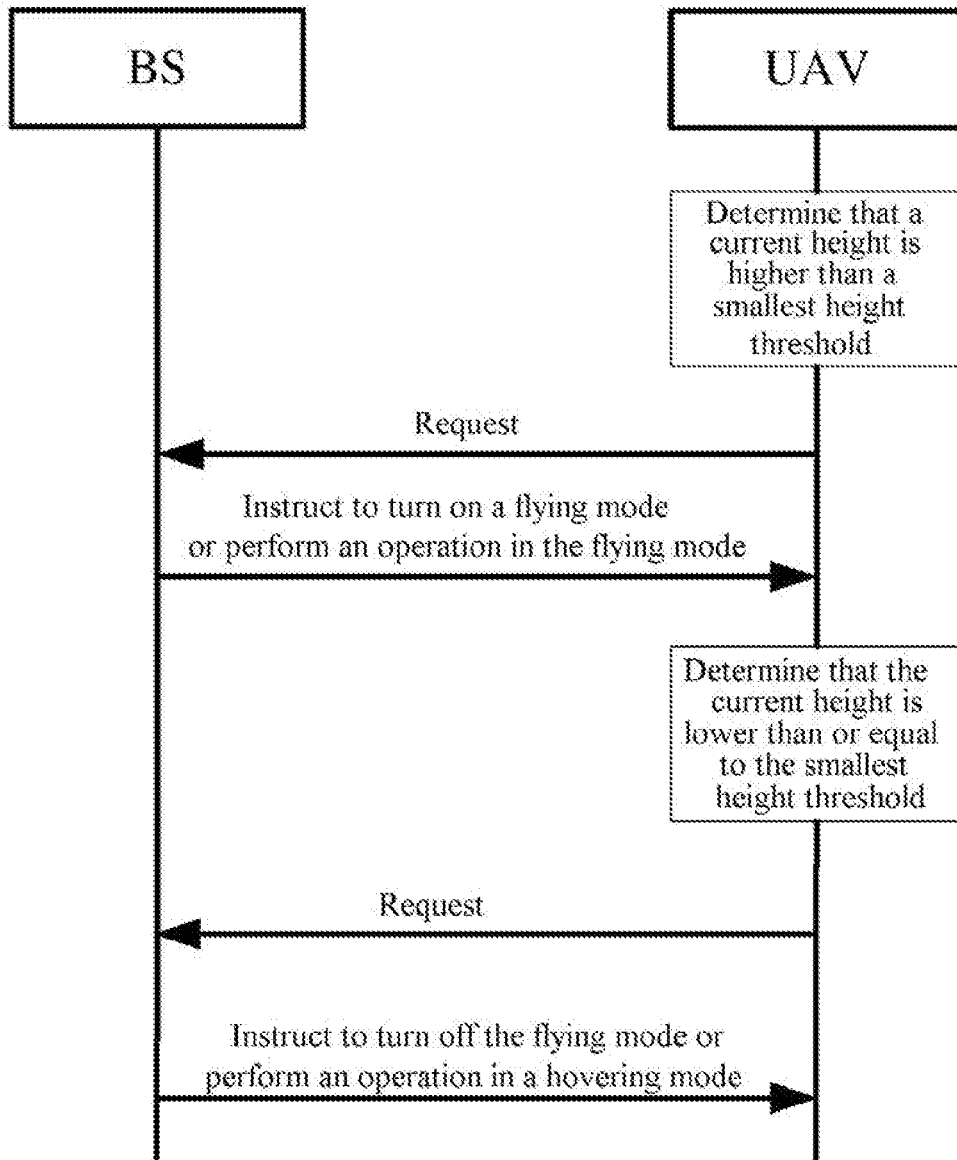 BS
UAV
Determine that a
current height is
higher than a
smallest height
threshold
Request
Instruct to turn on a flying mode
or perform an operation in the flying mode
Determine that the
current height is
lower than or equal
to the smallest
height threshold
Request
Instruct to turn off the flying mode or
perform an operation in a hovering mode